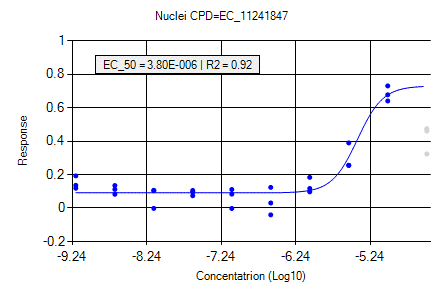 Nuclei CPD=EC_11241847
EC_50 = 3.80E-006 | R2 = 0.92
1
0.8
0.6
0.4
0.2
0
-0.2
Response
-9.24 -8.24 -7.24 -6.24 -5.24
Concentatrion (Log10)